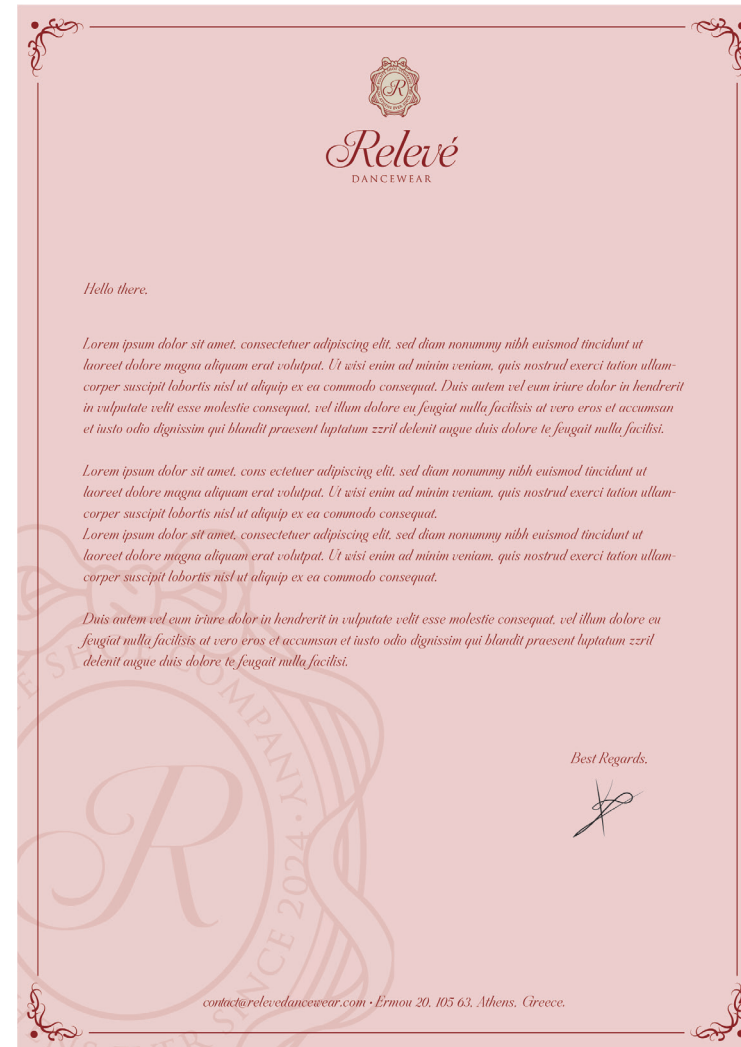 R
Relevé
DANCEWEAR
Hello there,
Lorem ipsum dolor sit amet, consectetuer adipiscing elit, sed diam nonummy nibh euismod tincidunt ut
laoreet dolore magna aliquam erat volutpat. Ut wisi enim ad minim veniam, quis nostrud exerci tation ullam-
corper suscipit lobortis nisl ut aliquip ex ea commodo consequat. Duis autem vel eum iriure dolor in hendrerit
in vulputate velit esse molestie consequat, vel illum dolore eu feugiat nulla facilisis at vero eros et accumsan
et iusto odio dignissim qui blandit praesent luptatum zzril delenit augue duis dolore te feugait nulla facilisi.
Lorem ipsum dolor sit amet, cons ectetuer adipiscing elit, sed diam nonummy nibh euismod tincidunt ut
laoreet dolore magna aliquam erat volutpat. Ut wisi enim ad minim veniam, quis nostrud exerci tation ullam-
corper suscipit lobortis nisl ut aliquip ex ea commodo consequat.
Lorem ipsum dolor sit amet, consectetuer adipiscing elit, sed diam nonummy nibh euismod tincidunt ut
laoreet dolore magna aliquam erat volutpat. Ut wisi enim ad minim veniam, quis nostrud exerci tation ullam-
corper suscipit lobortis nisl ut aliquip ex ea commodo consequat.
Duis autem vel eum iriure dolor in hendrerit in vulputate velit esse molestie consequat, vel illum dolore eu
feugiat nulla facilisis at vero eros et accumsan et iusto odio dignissim qui blandit praesent luptatum zzril
delenit augue duis dolore te feugait nulla facilisi.
SHOP COMPANY •
SINCE 2024 •
R
Best Regards,
contact@relevedancewear.com • Ermou 20, 105 63, Athens, Greece.